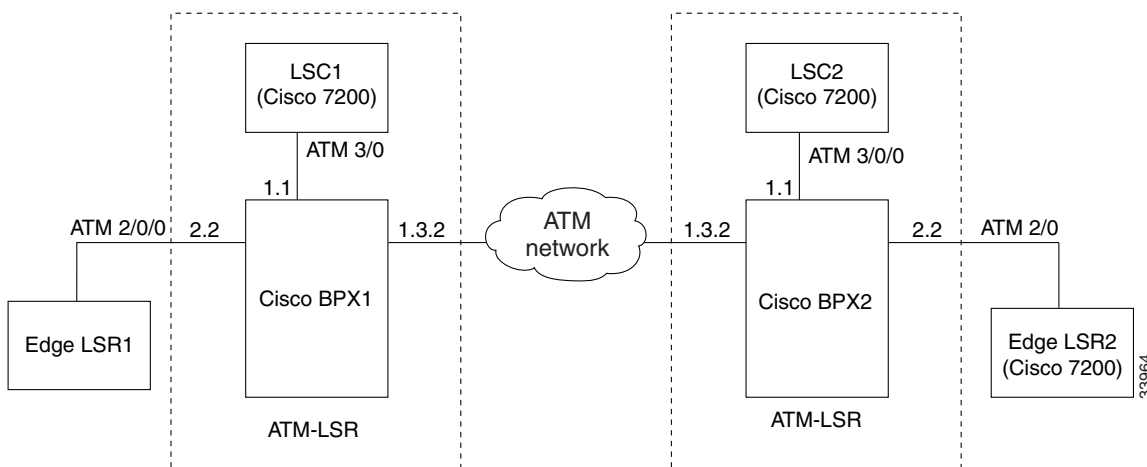 LSC1
(Cisco 7200)
LSC2
(Cisco 7200)
ATM 3/0
ATM 3/0/0
1.1
1.1
ATM 2/0/0
2.2
1.3.2
ATM
network
1.3.2
2.2
ATM 2/0
Cisco BPX1
Cisco BPX2
Edge LSR1
Edge LSR2
(Cisco 7200)
ATM-LSR
ATM-LSR
33964